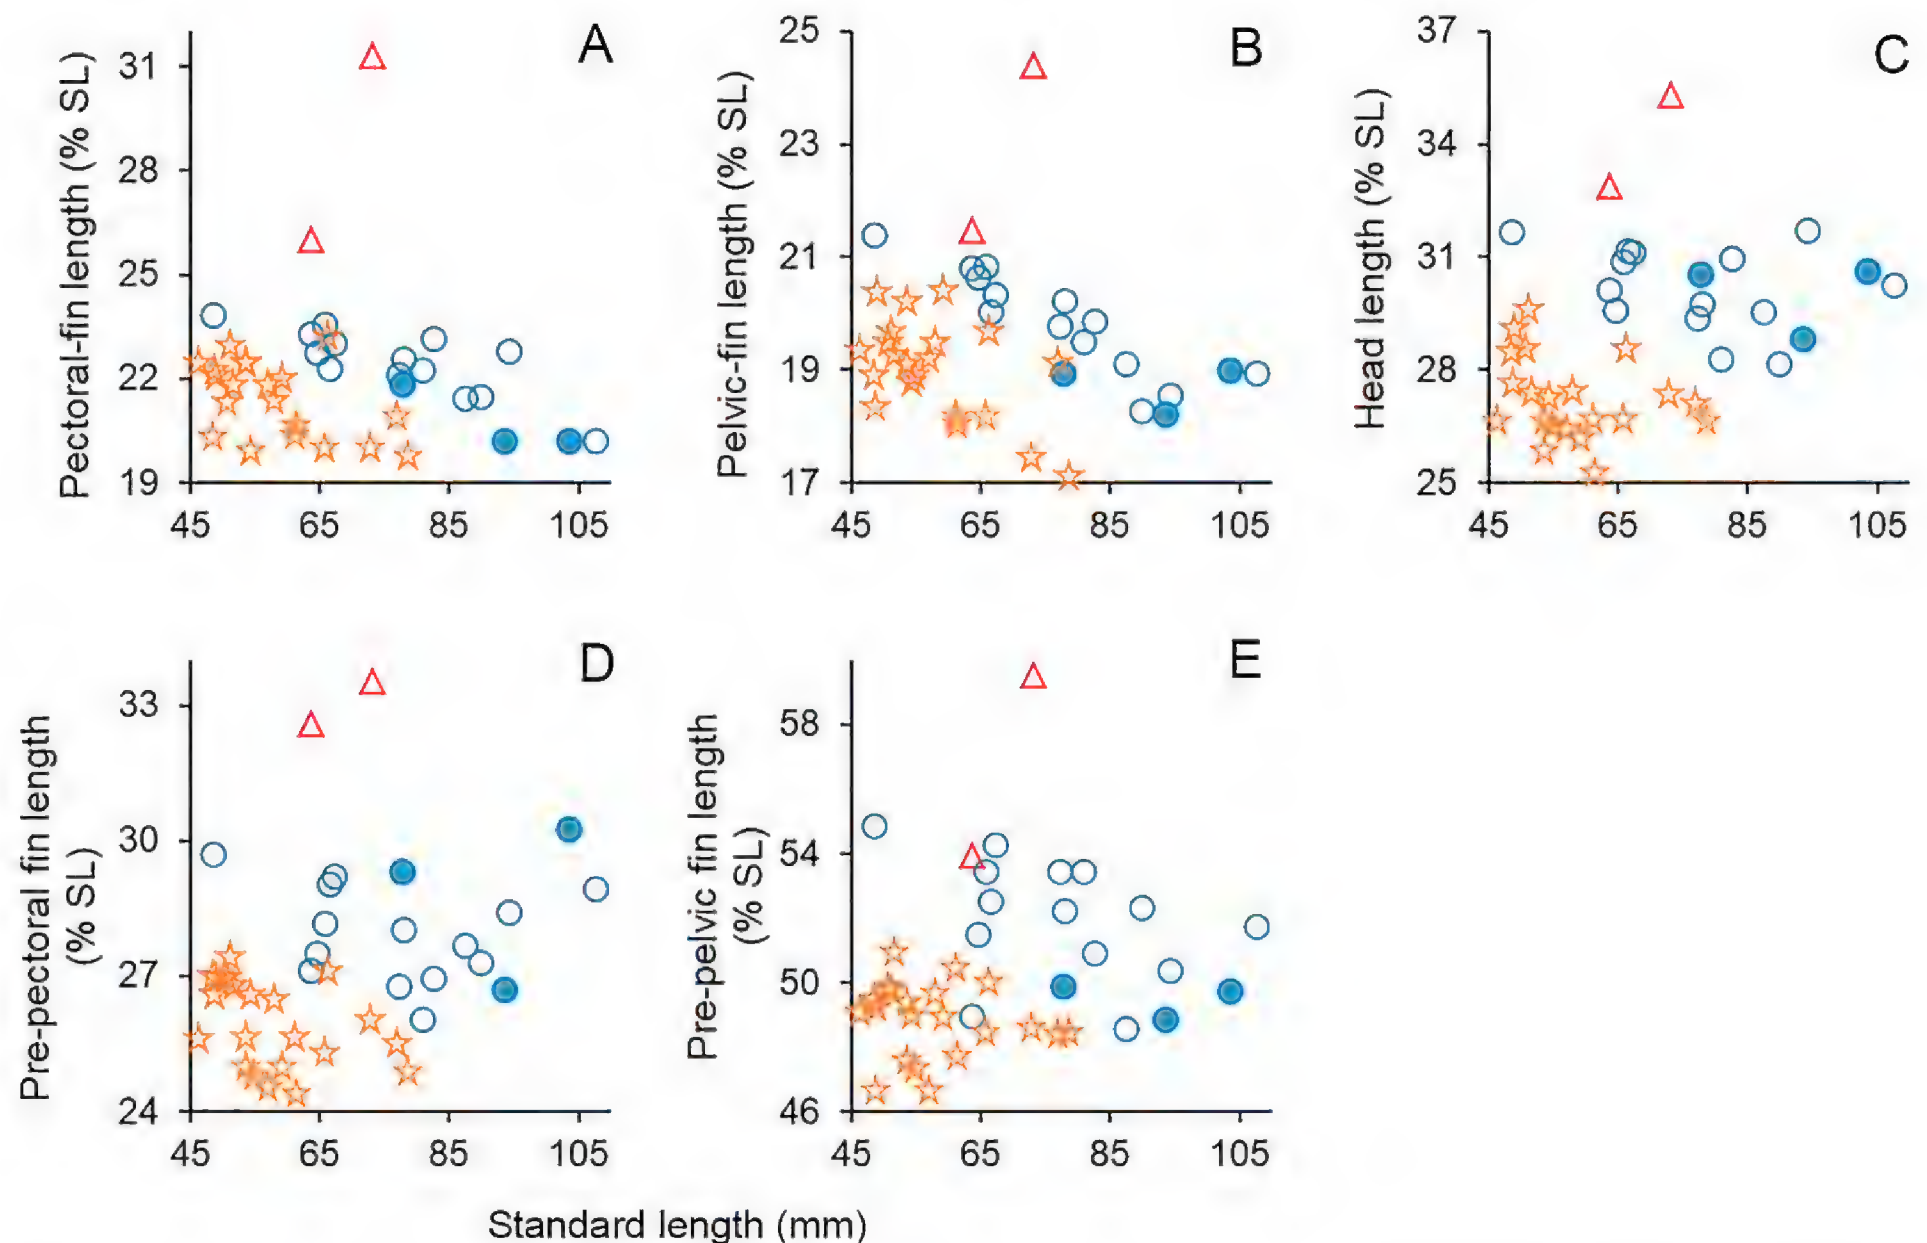 A
Pectoral-fin length (% SL)
31
28
25
22
19
45 65 85 105
B
Pelvic-fin length (% SL)
25
23
21
19
17
45 65 85 105
C
Head length (% SL)
37
34
31
28
25
45 65 85 105
D
Pre-pectoral fin length
(% SL)
33
30
27
24
45 65 85 105
E
Pre-pelvic fin length
(% SL)
58
54
50
46
45 65 85 105
Standard length (mm)